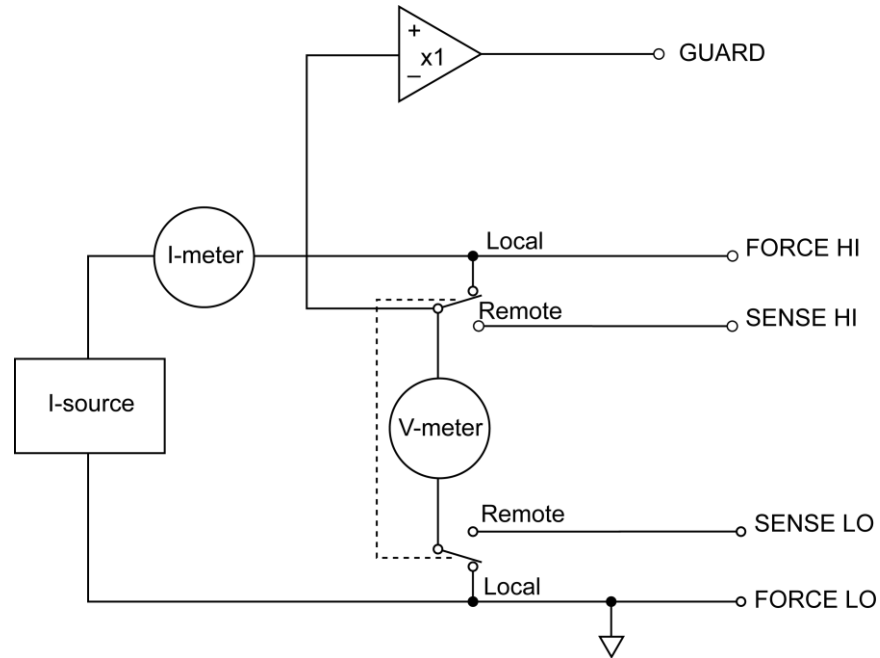 +
x1
–
GUARD
I-meter
Local
FORCE HI
Remote
SENSE HI
I-source
V-meter
Remote
SENSE LO
Local
FORCE LO